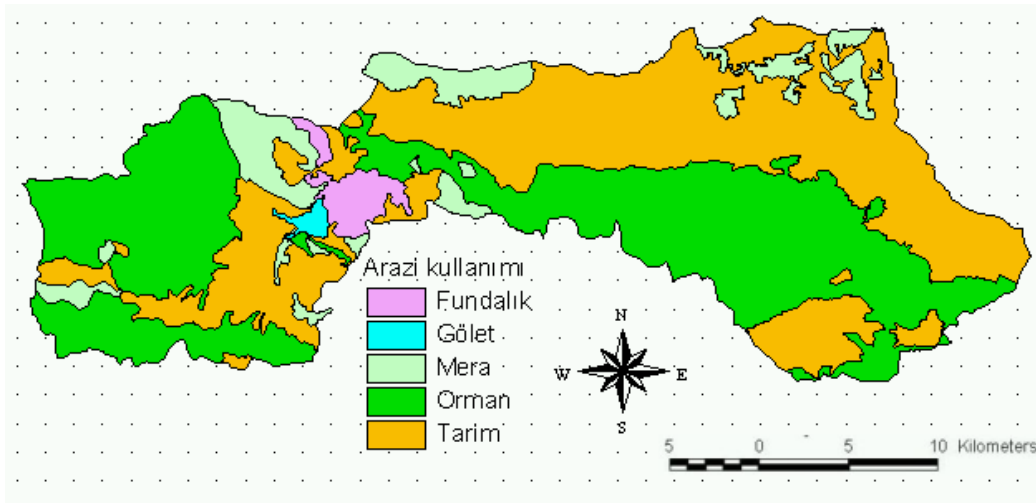 Arazi kullanımı
Fundalık
Gölet
Mera
Orman
Tarim
N
W E
S
5 0 5 10 Kilometers